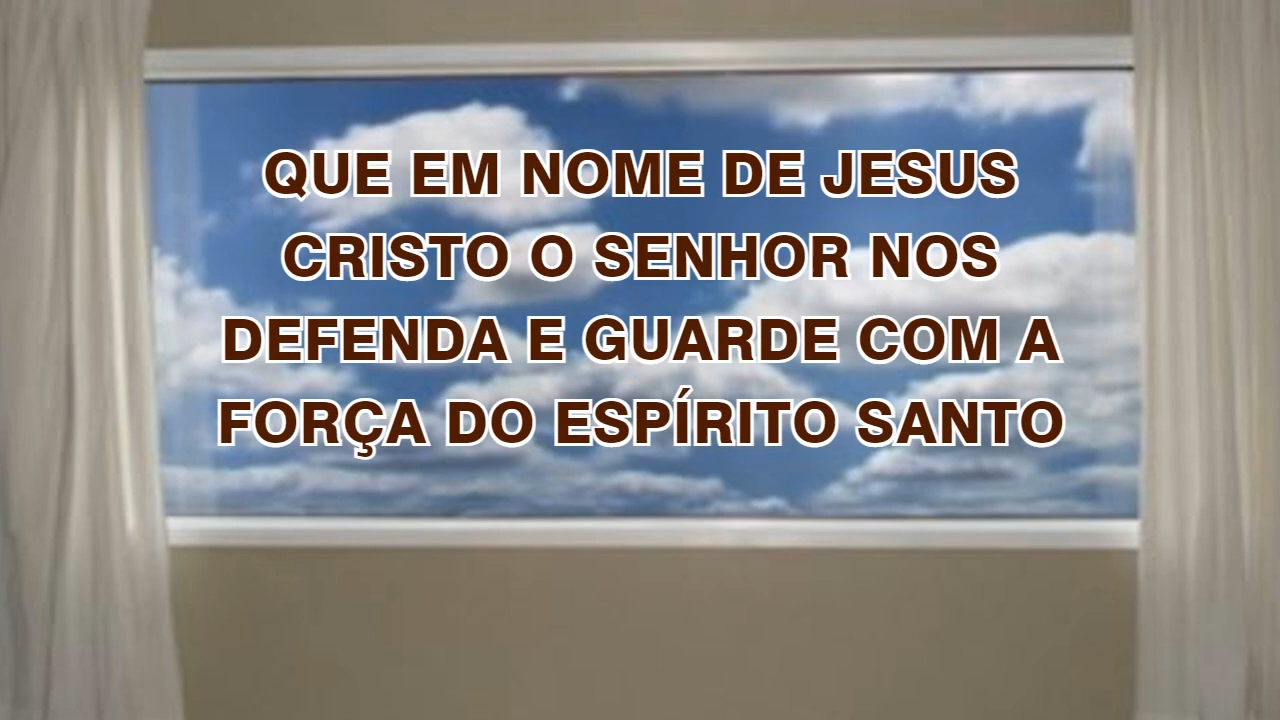 QUE EM NOME DE JESUS
CRISTO O SENHOR NOS
DEFENDA E GUARDE COM A
FORÇA DO ESPÍRITO SANTO